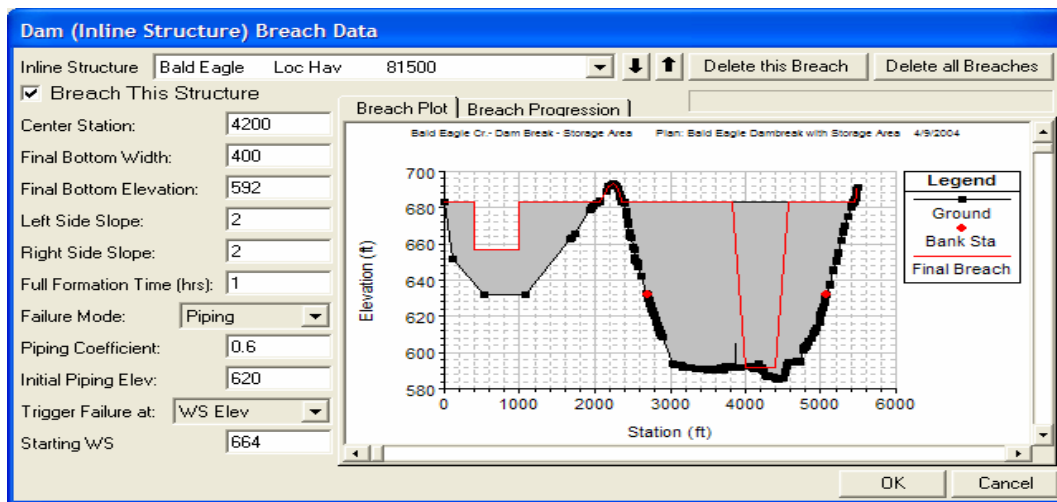 Dam (Inline Structure) Breach Data
Inline Structure Bald Eagle Loc Hav 81500 Delete this Breach Delete all Breaches
Breach This Structure
Center Station: 4200
Final Bottom Width: 400
Final Bottom Elevation: 592
Left Side Slope: 2
Right Side Slope: 2
Full Formation Time (hrs): 1
Failure Mode: Piping
Piping Coefficient: 0.6
Initial Piping Elev: 620
Trigger Failure at: WS Elev
Starting WS 664
Breach Plot Breach Progression
Bald Eagle Cr.- Dam Break - Storage Area Plan: Bald Eagle Dambreak with Storage Area 4/9/2004
700
680
660
640
620
600
580
Elevation (ft)
0 1000 2000 3000 4000 5000 6000
Station (ft)
Legend
Ground
Bank Sta
Final Breach
OK Cancel